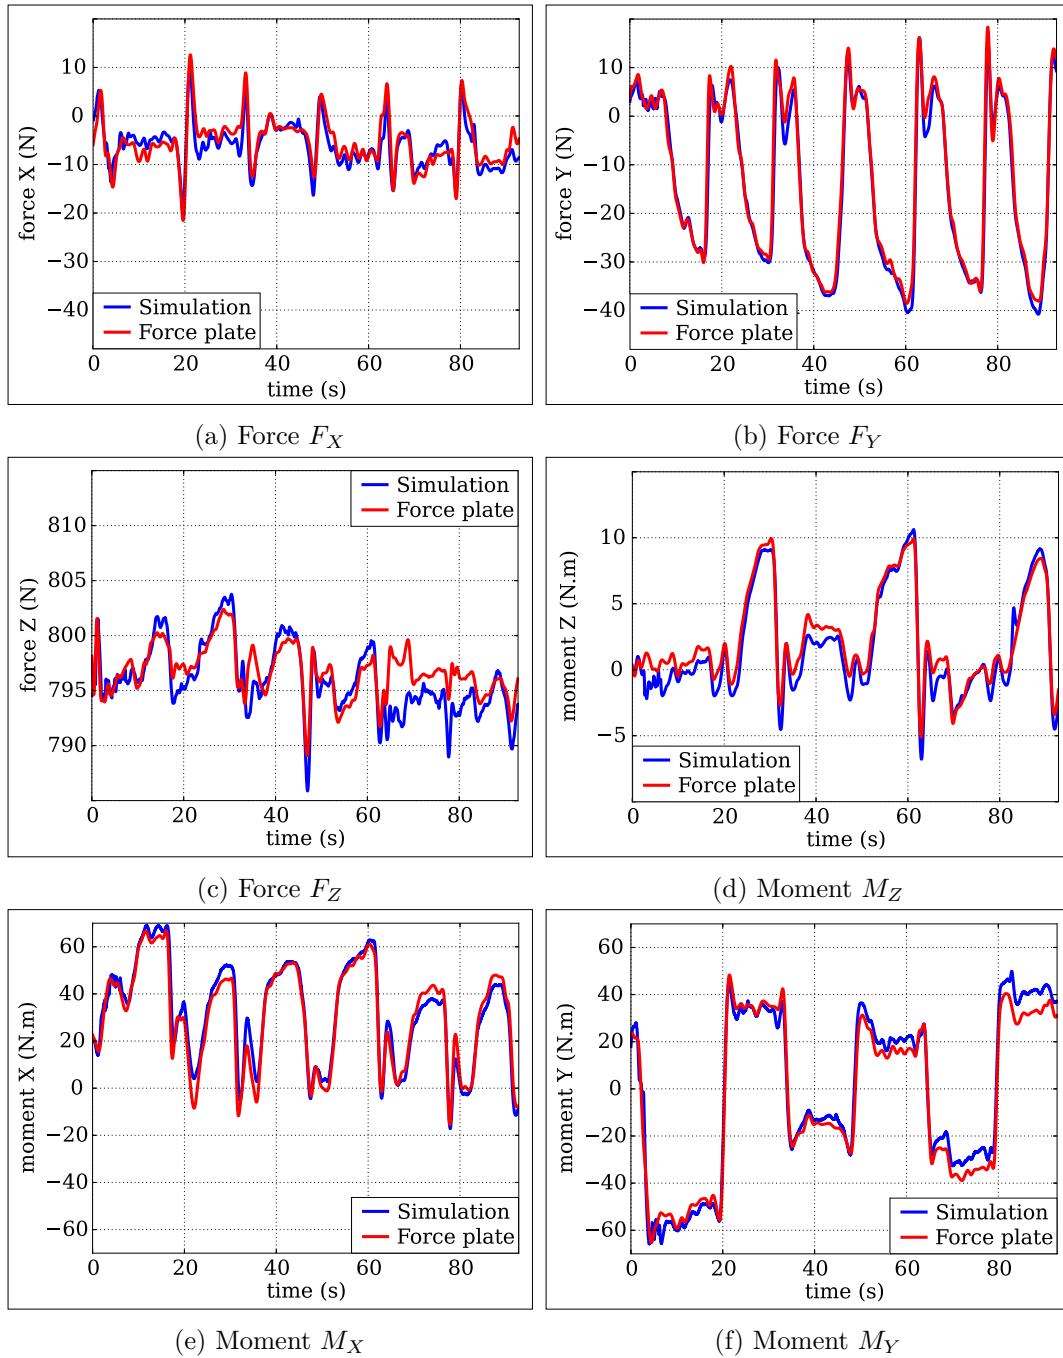 force X (N)
10
0
−10
−20
−30
−40
Simulation
Force plate
0 20 40 60 80
time (s)
(a) Force F_X
force Y (N)
10
0
−10
−20
−30
−40
Simulation
Force plate
0 20 40 60 80
time (s)
(b) Force F_Y
force Z (N)
810
805
800
795
790
Simulation
Force plate
0 20 40 60 80
time (s)
(c) Force F_Z
moment Z (N.m)
10
5
0
−5
Simulation
Force plate
0 20 40 60 80
time (s)
(d) Moment M_Z
moment X (N.m)
60
40
20
0
−20
−40
−60
Simulation
Force plate
0 20 40 60 80
time (s)
(e) Moment M_X
moment Y (N.m)
60
40
20
0
−20
−40
−60
Simulation
Force plate
0 20 40 60 80
time (s)
(f) Moment M_Y